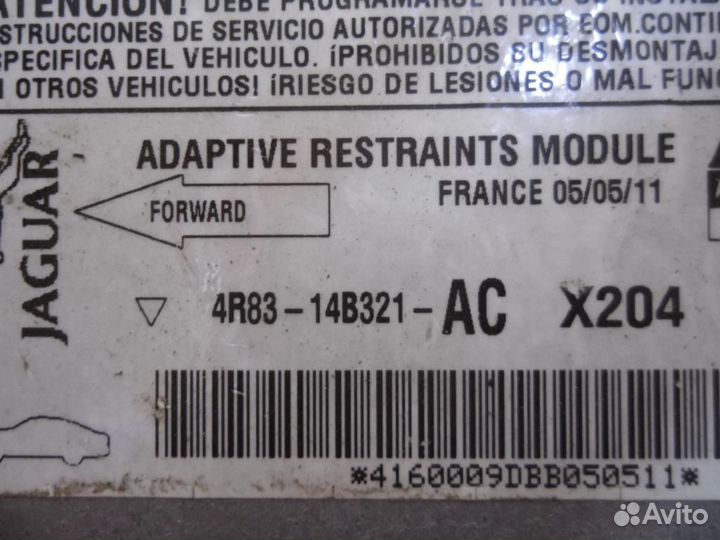 ATENCION! DEBE PROGRAMARSE TRAS SU
STRUCCIONES DE SERVICIO AUTORIZADAS POR EOM.CONTI
SPECIFICA DEL VEHICULO. ¡PROHIBIDOS SU DESMONTAJ
N OTROS VEHICULOS! ¡RIESGO DE LESIONES O MAL FUNC
JAGUAR
ADAPTIVE RESTRAINTS MODULE
FORWARD
FRANCE 05/05/11
4R83-14B321-AC X204
*4160009DBB050511*
Avito